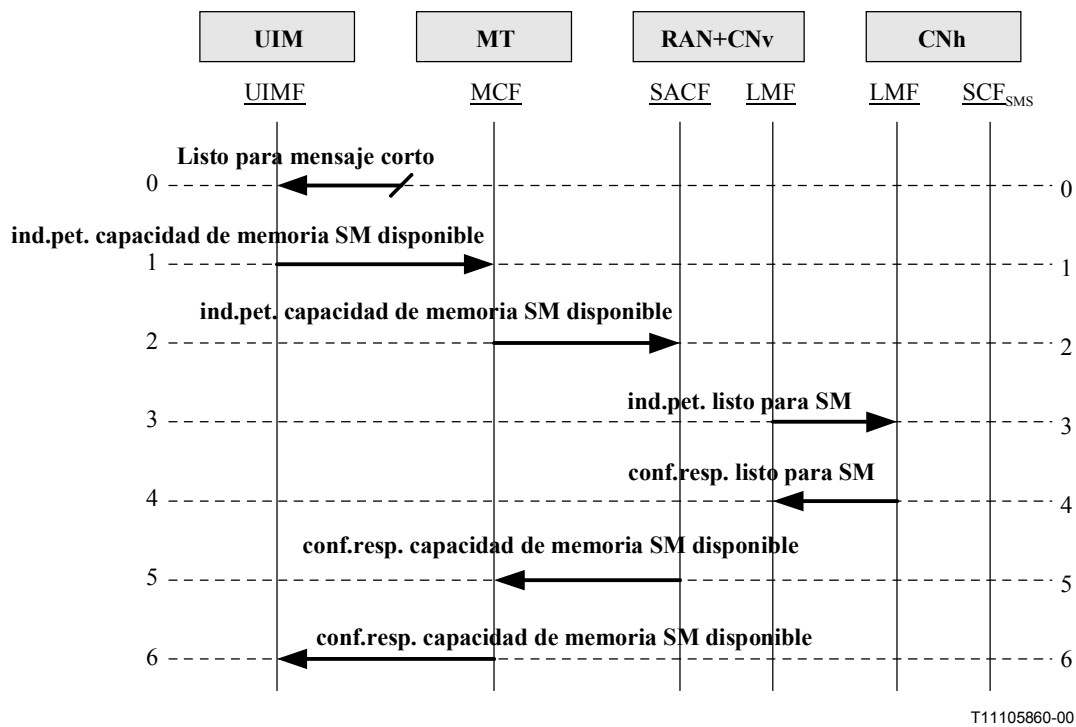 UIM MT RAN+CNv CNh
UIMF MCF SACF LMF LMF SCFSMS
Listo para mensaje corto
0 0
ind.pet. capacidad de memoria SM disponible
1 1
ind.pet. capacidad de memoria SM disponible
2 2
ind.pet. listo para SM
3 3
conf.resp. listo para SM
4 4
conf.resp. capacidad de memoria SM disponible
5 5
conf.resp. capacidad de memoria SM disponible
6 6
T11105860-00